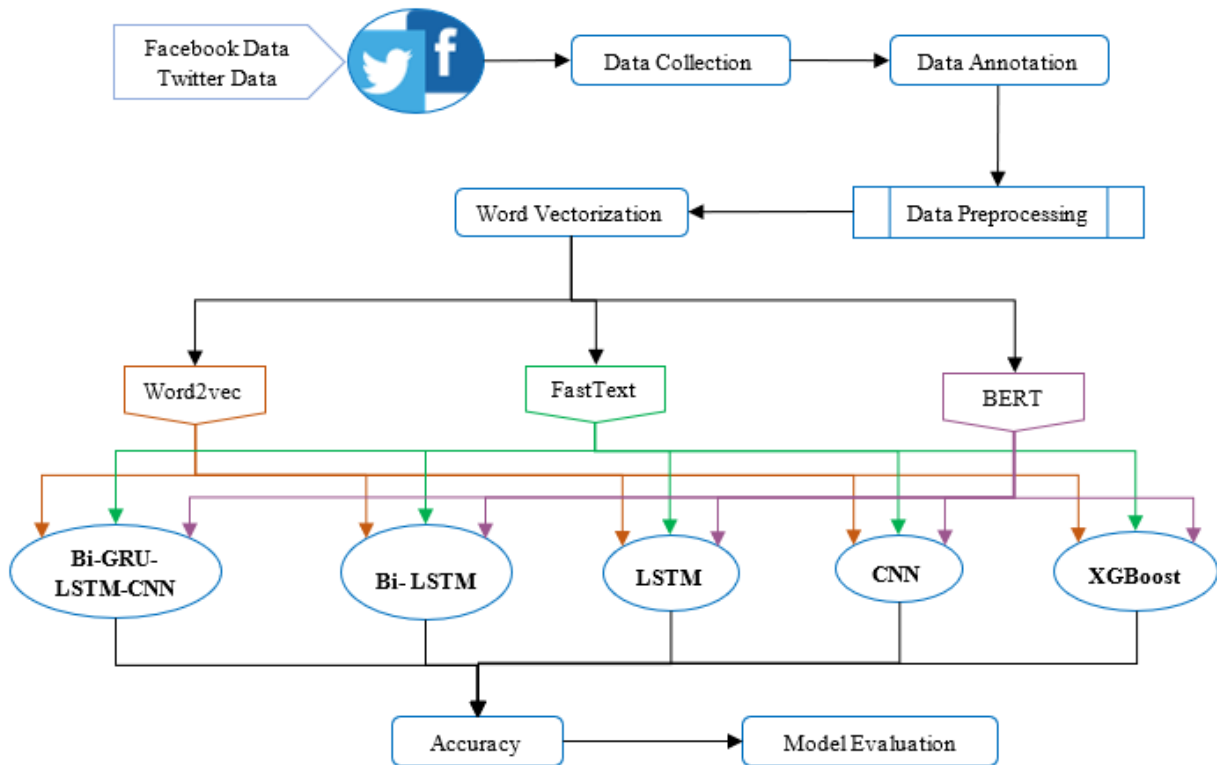 Facebook Data
Twitter Data
f
Data Collection
Data Annotation
Word Vectorization
Data Preprocessing
Word2vec
FastText
BERT
Bi-GRU-
LSTM-CNN
Bi- LSTM
LSTM
CNN
XGBoost
Accuracy
Model Evaluation